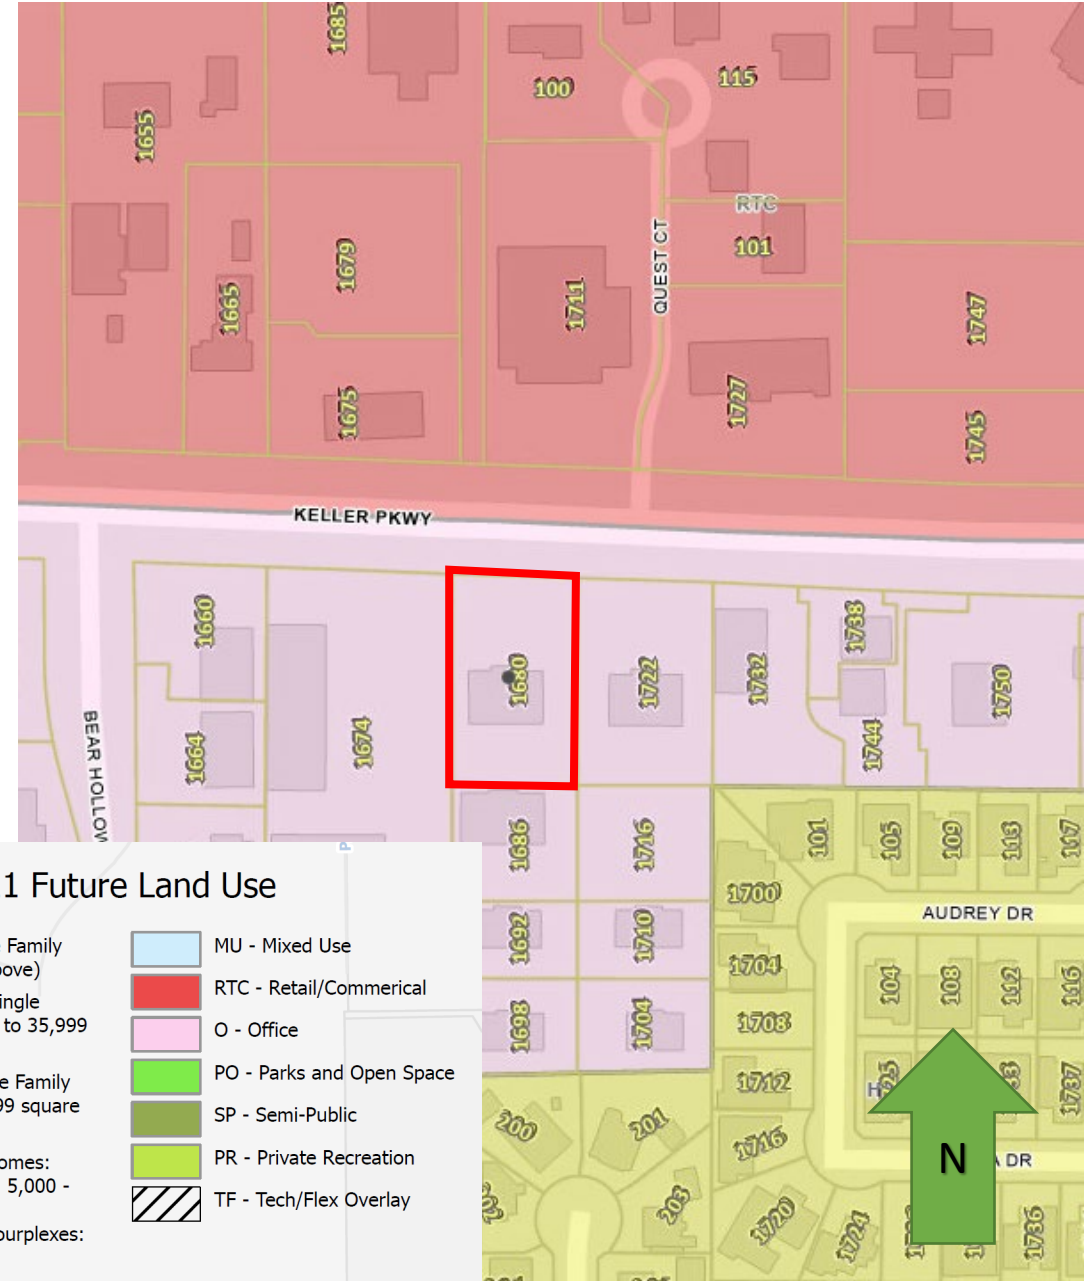 1685
100
115
1655
RTC
101
1679
QUEST CT
1665
1711
1747
1675
1727
1745
KELLER PKWY
1660
1738
1680
1722
1732
1750
1664
1674
1744
BEAR HOLLOW
1686
1716
101
105
109
113
117
P
1 Future Land Use
1700
AUDREY DR
Family
MU - Mixed Use
ove)
1692
1710
1704
104
108
112
116
ingle
RTC - Retail/Commerical
to 35,999
O - Office
1698
1704
1708
e Family
PO - Parks and Open Space
1712
H
1737
99 square
SP - Semi-Public
200
201
1716
omes:
PR - Private Recreation
N
DR
5,000 -
TF - Tech/Flex Overlay
203
1720
1724
1736
ourplexes: